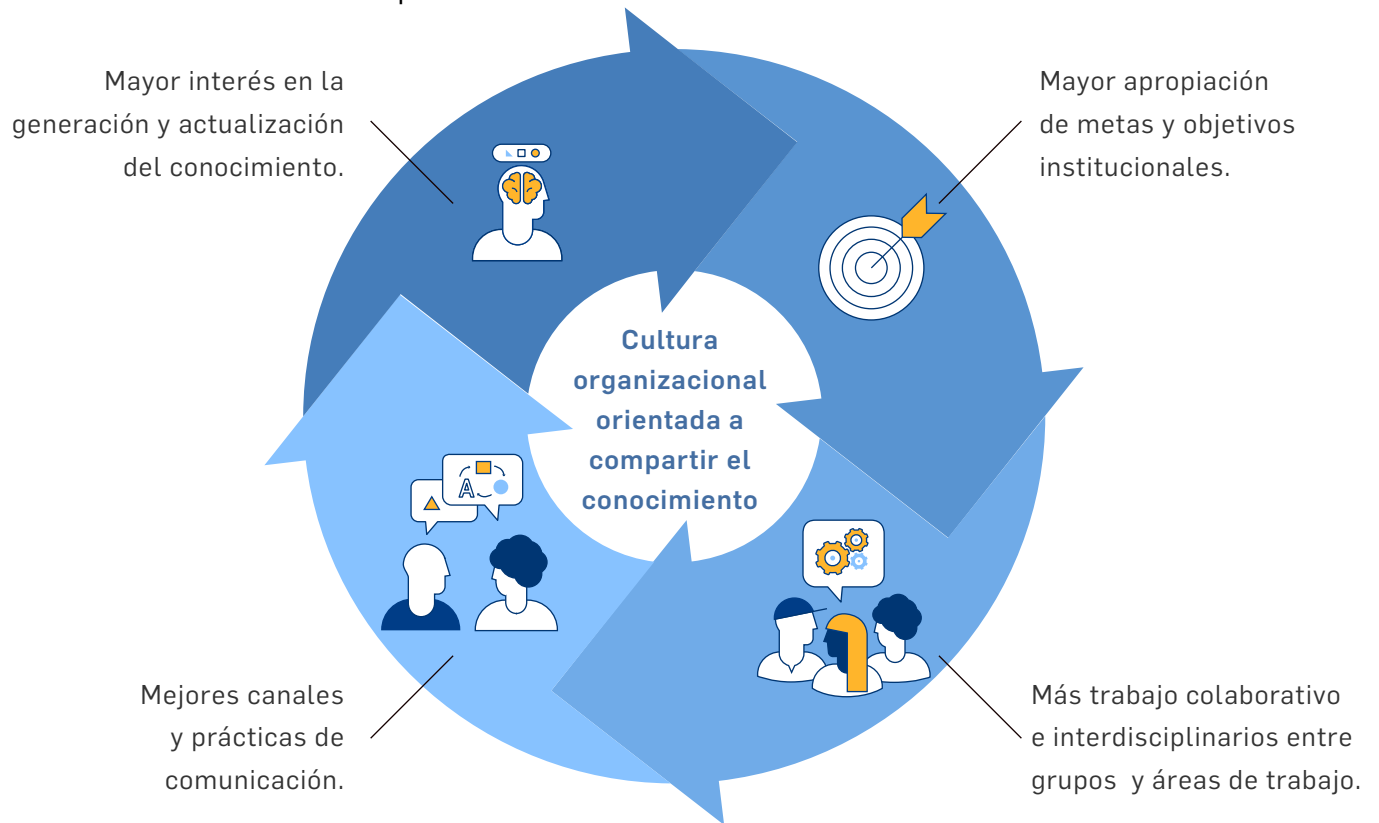 Mayor interés en la
generación y actualización
del conocimiento.
Mayor apropiación
de metas y objetivos
institucionales.
Cultura
organizacional
orientada a
compartir el
conocimiento
A
Mejores canales
y prácticas de
comunicación.
Más trabajo colaborativo
e interdisciplinarios entre
grupos  y áreas de trabajo.